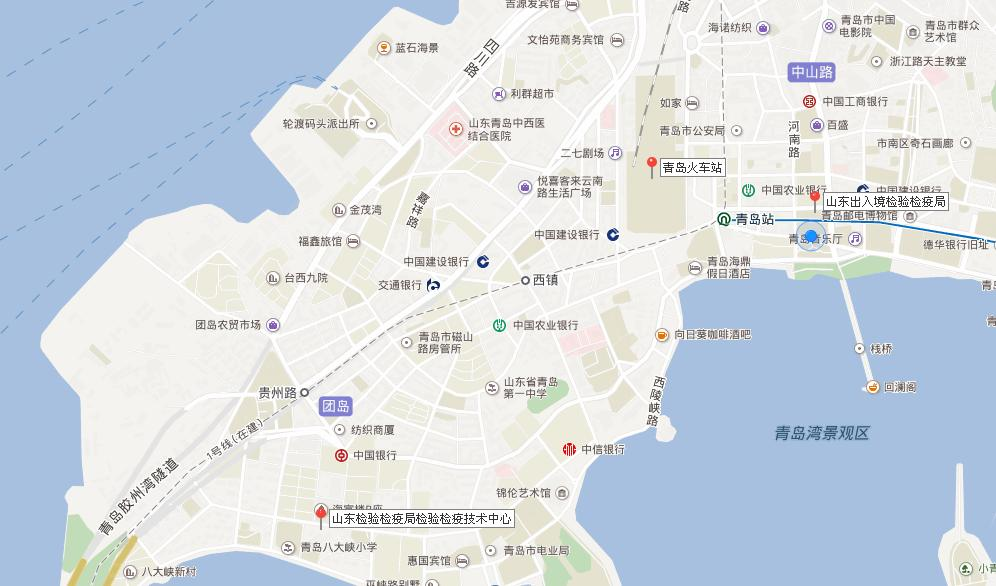 吉源发宾馆
路
海诺纺织
青岛市中国
电影院
青岛市群众
艺术馆
蓝石海景
四川路
文怡苑商务宾馆
浙江路天主教堂
中山路
利群超市
如家
中国工商银行
轮渡码头派出所
山东青岛中西医
结合医院
青岛市公安局
河南路
百盛
市南区奇石画廊
二七剧场
青岛火车站
悦喜客来云南
路生活广场
中国农业银行
中国建设银行
山东出入境检验检疫局
金茂湾
嘉祥路
青岛站
青岛邮电博物馆
福鑫旅馆
中国建设银行
青岛音乐厅
德华银行旧址
中国建设银行
青岛海鼎
假日酒店
台西九院
交通银行
西镇
青岛
团岛农贸市场
中国农业银行
青岛市磁山
路房管所
向日葵咖啡酒吧
栈桥
山东省青岛
第一中学
西陵峡路
回澜阁
贵州路
团岛
1号线(在建)
纺织商厦
青岛湾景观区
中国银行
中信银行
青岛胶州湾隧道
锦伦艺术馆
山东检验检疫局检验检疫技术中心
青岛八大峡小学
青岛市电业局
惠国宾馆
八大峡新村
小青